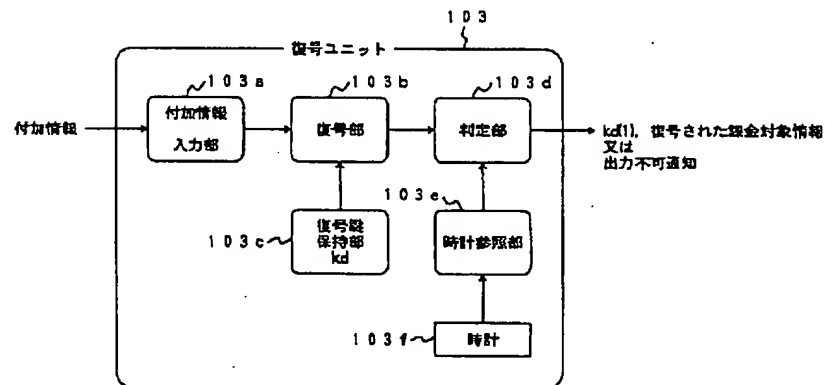 103
復号ユニット
103a
103b
103d
付加情報
付加情報
入力部
復号部
判定部
kd(1), 復号された課金対象情報
又は
出力不可通知
103c
復号鍵
保持部
kd
103e
時計参照部
103f
時計